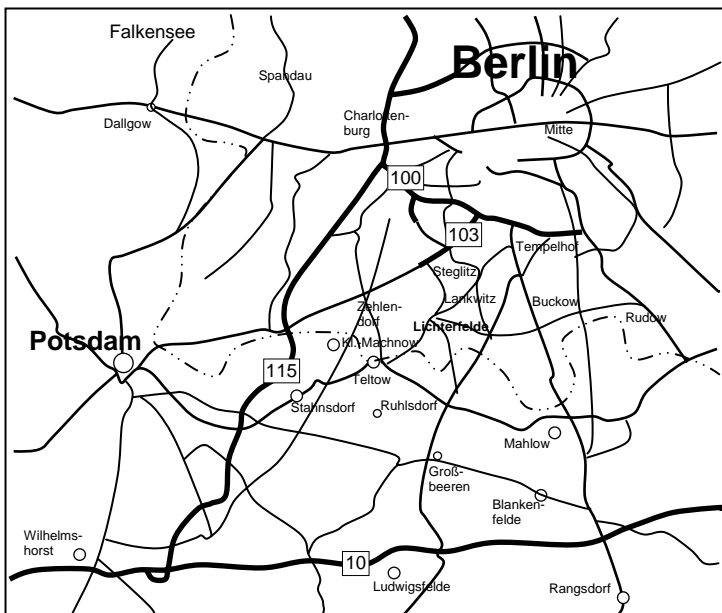 Falkensee
Berlin
Spandau
Dallgow
Charlotten-
burg
Mitte
100
103
Tempelhof
Steglitz
Lankwitz
Buckow
Zehlen-
dorf
Lichterfelde
Rudow
Potsdam
Kl.-Machnow
115
Teltow
Stahnsdorf
Ruhlsdorf
Mahlow
Groß-
beeren
Blanken-
felde
Wilhelms-
horst
10
Ludwigsfelde
Rangsdorf